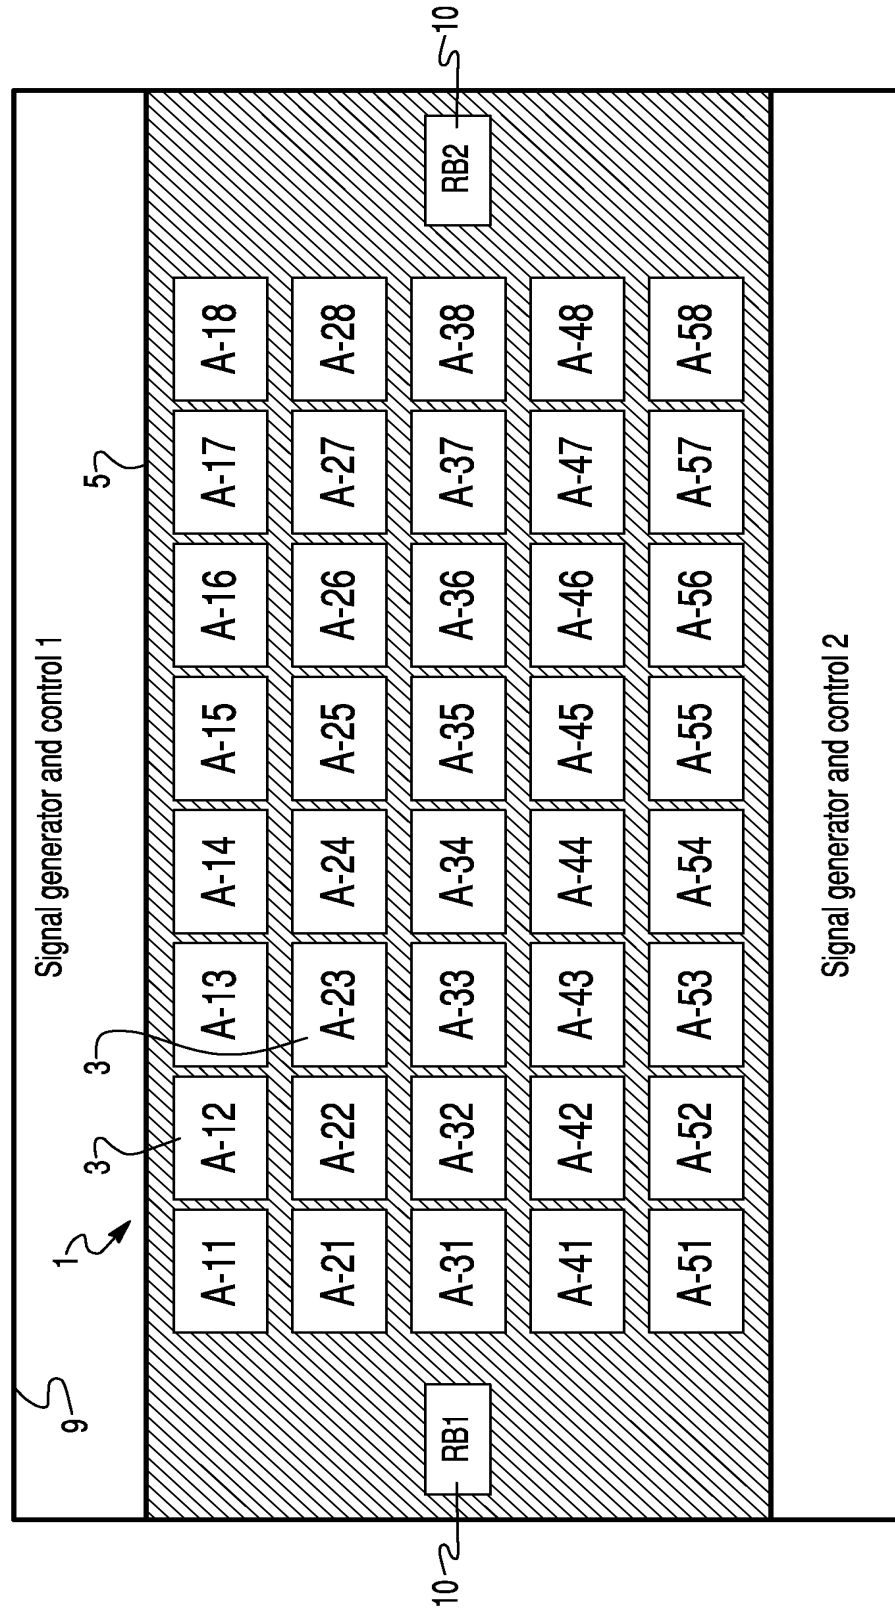 9
Signal generator and control 1
1
3
3
5
A-11 A-12 A-13 A-14 A-15 A-16 A-17 A-18
A-21 A-22 A-23 A-24 A-25 A-26 A-27 A-28
10 RB1 A-31 A-32 A-33 A-34 A-35 A-36 A-37 A-38 RB2 10
A-41 A-42 A-43 A-44 A-45 A-46 A-47 A-48
A-51 A-52 A-53 A-54 A-55 A-56 A-57 A-58
Signal generator and control 2